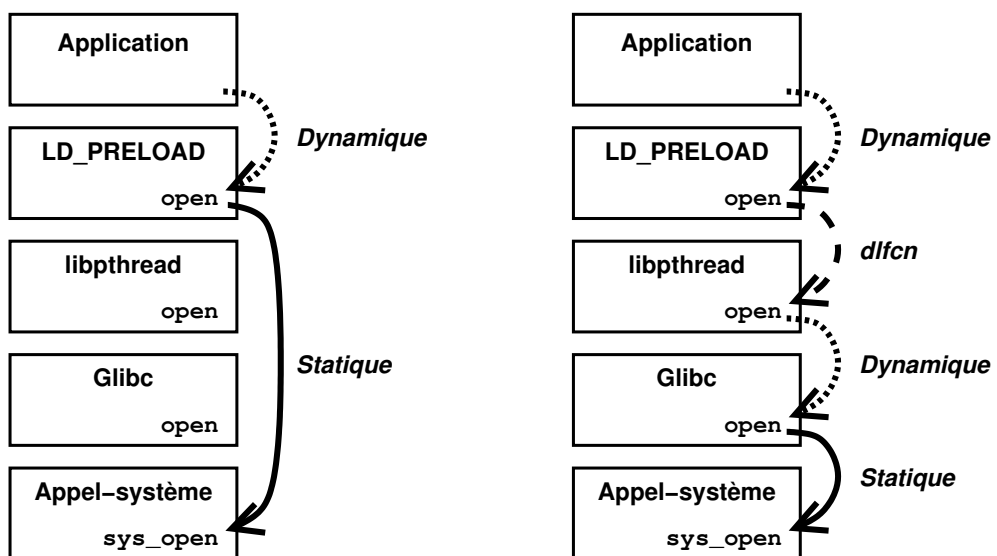 Application
Dynamique
LD_PRELOAD
open
libpthread
open
Statique
Glibc
open
Appel−système
sys_open
Application
Dynamique
LD_PRELOAD
open
dlfcn
libpthread
open
Dynamique
Glibc
open
Statique
Appel−système
sys_open